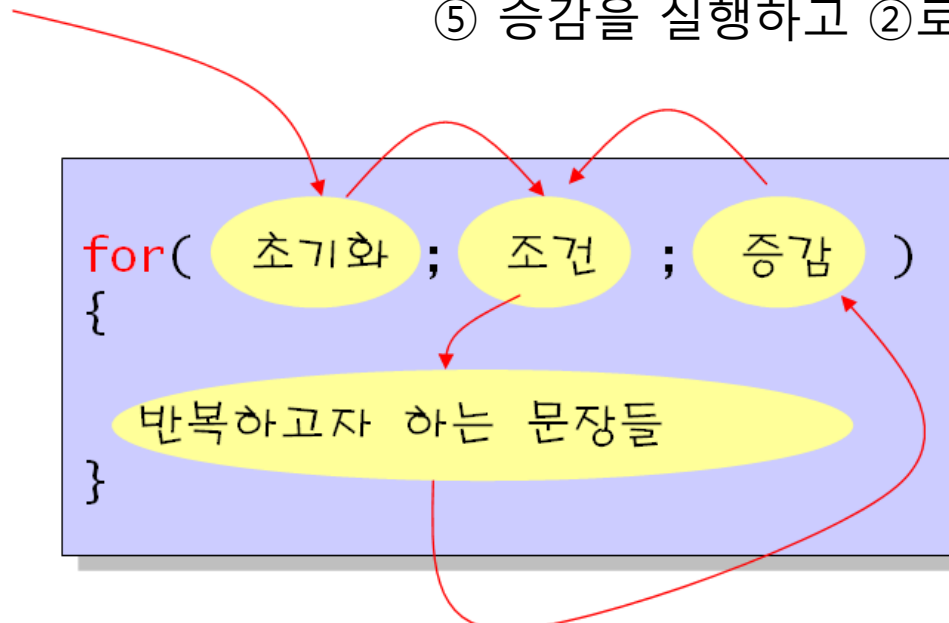 ⑤ 증감을 실행하고 ②로
for( 초기화 ; 조건 ; 증감 )
{
반복하고자 하는 문장들
}